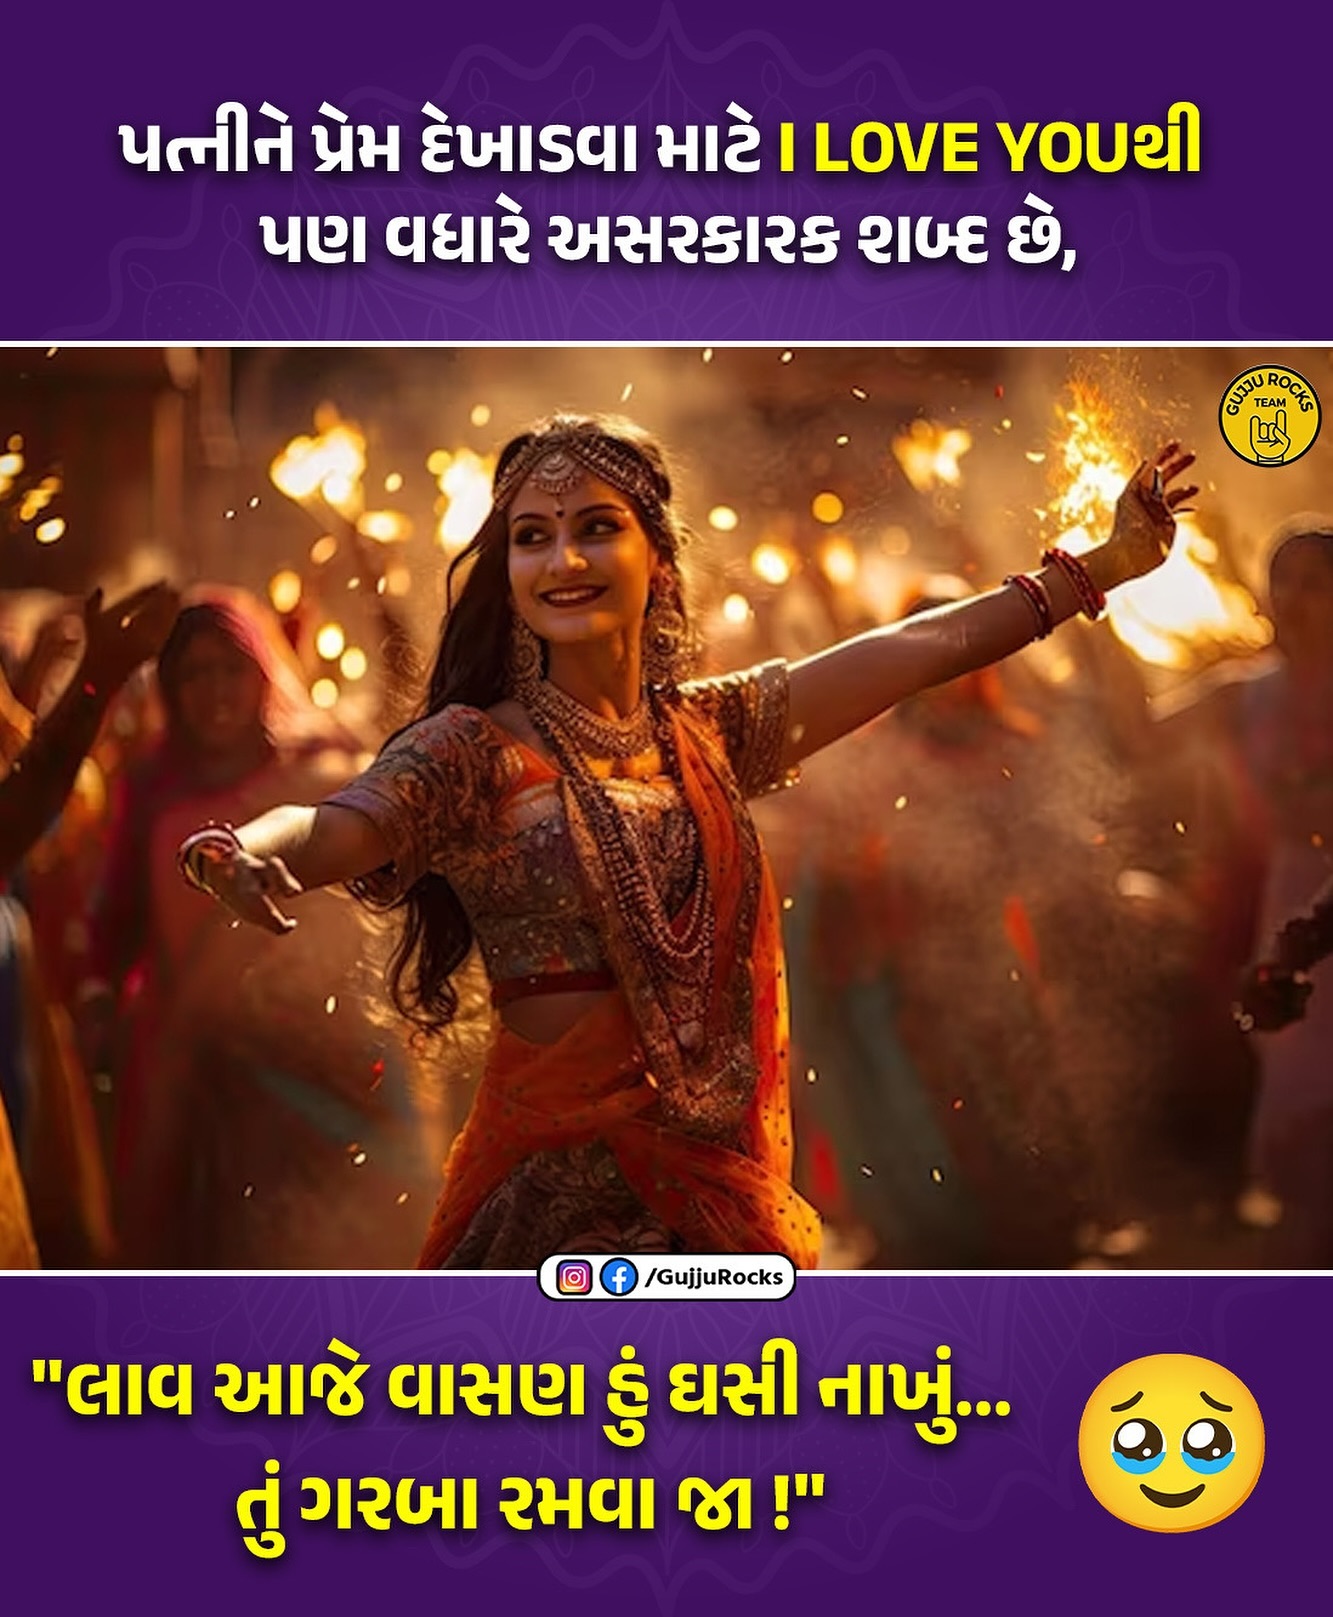 પત્નીને પ્રેમ દેખાડવા માટે I LOVE YOUથી
પણ વધારે અસરકારક શબ્દ છે,
GUJJU ROCKS
TEAM
/GujjuRocks
"લાવ આજે વાસણ હું ઘસી નાખું...
તું ગરબા રમવા જા !"